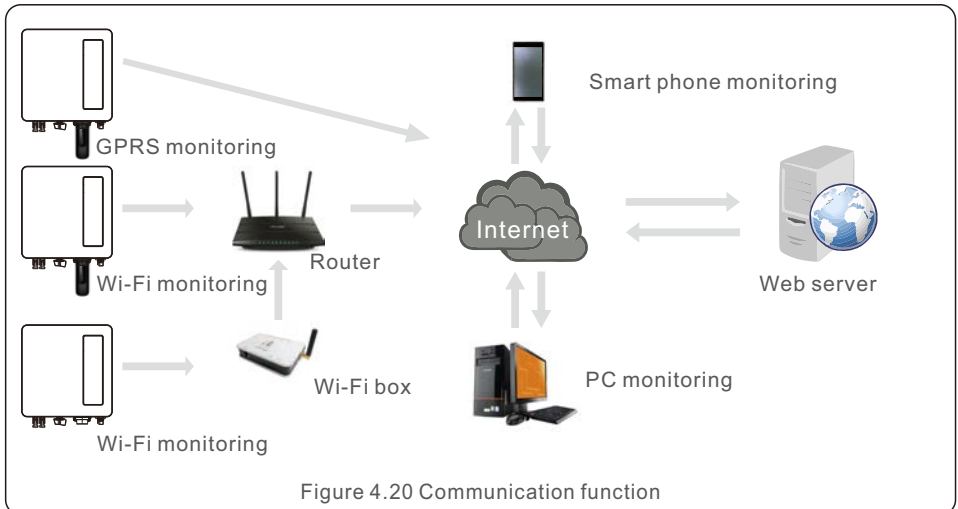 Smart phone monitoring
GPRS monitoring
Internet
Router
Wi-Fi monitoring
Web server
Wi-Fi box
PC monitoring
Wi-Fi monitoring
Figure 4.20 Communication function